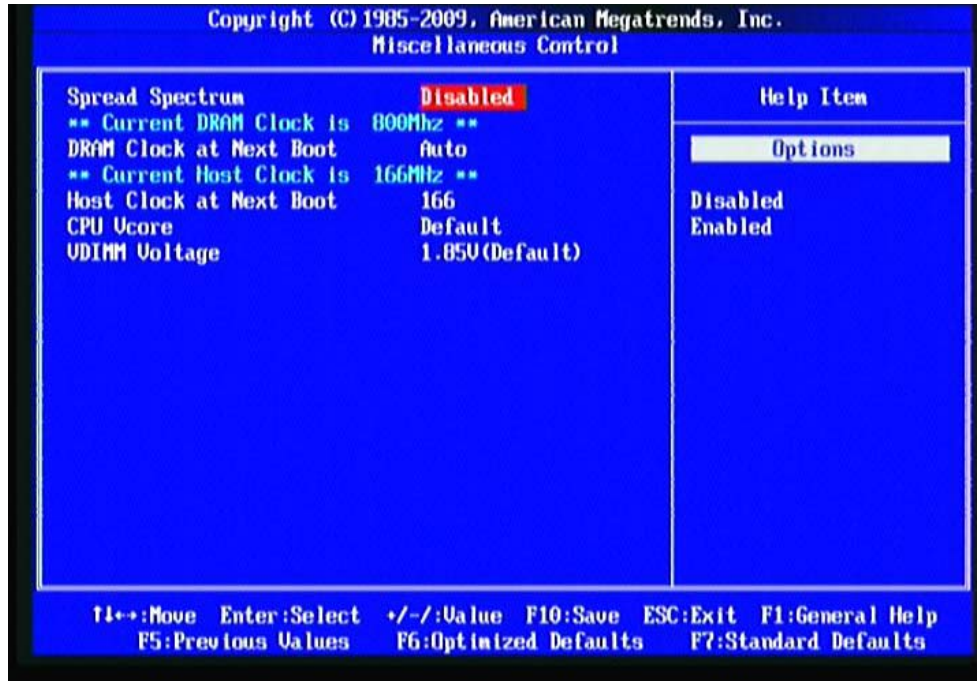 Copyright (C) 1985-2009, American Megatrends, Inc.
Miscellaneous Control
Spread Spectrum Disabled
** Current DRAM Clock is 800Mhz **
DRAM Clock at Next Boot Auto
** Current Host Clock is 166MHz **
Host Clock at Next Boot 166
CPU Vcore Default
VDIMM Voltage 1.85V(Default)
Help Item
Options
Disabled
Enabled
↑↓←→:Move Enter:Select +/-/:Value F10:Save ESC:Exit F1:General Help
F5:Previous Values F6:Optimized Defaults F7:Standard Defaults